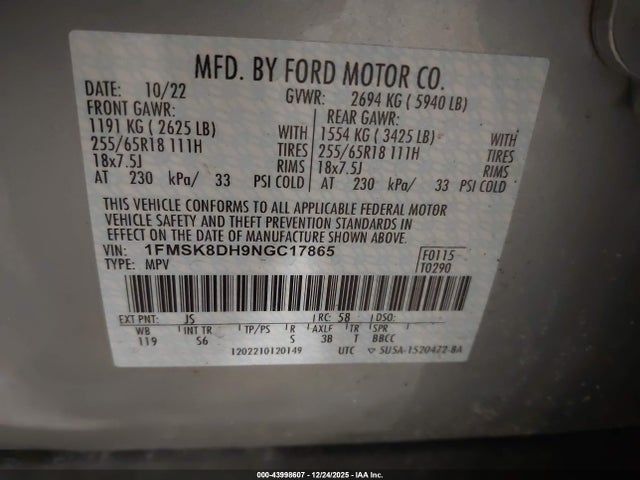 MFD. BY FORD MOTOR CO.
DATE: 10/22 GVWR: 2694 KG ( 5940 LB)
FRONT GAWR: REAR GAWR:
1191 KG ( 2625 LB) WITH 1554 KG ( 3425 LB) WITH
255/65R18 111H TIRES 255/65R18 111H TIRES
18x7.5J RIMS 18x7.5J RIMS
AT 230 kPa/ 33 PSI COLD AT 230 kPa/ 33 PSI COLD
THIS VEHICLE CONFORMS TO ALL APPLICABLE FEDERAL MOTOR
VEHICLE SAFETY AND THEFT PREVENTION STANDARDS IN
EFFECT ON THE DATE OF MANUFACTURE SHOWN ABOVE.
VIN: 1FMSK8DH9NGC17865 F0115
TYPE: MPV T0290
EXT PNT: JS RC: 58 DSO:
WB INT TR TP/PS R AXLE TR SPR
119 S6 S 3B T BBCC
1202210120149 UTC SU5A-1520472-BA
000-43998607 - 12/24/2025 - IAA Inc.